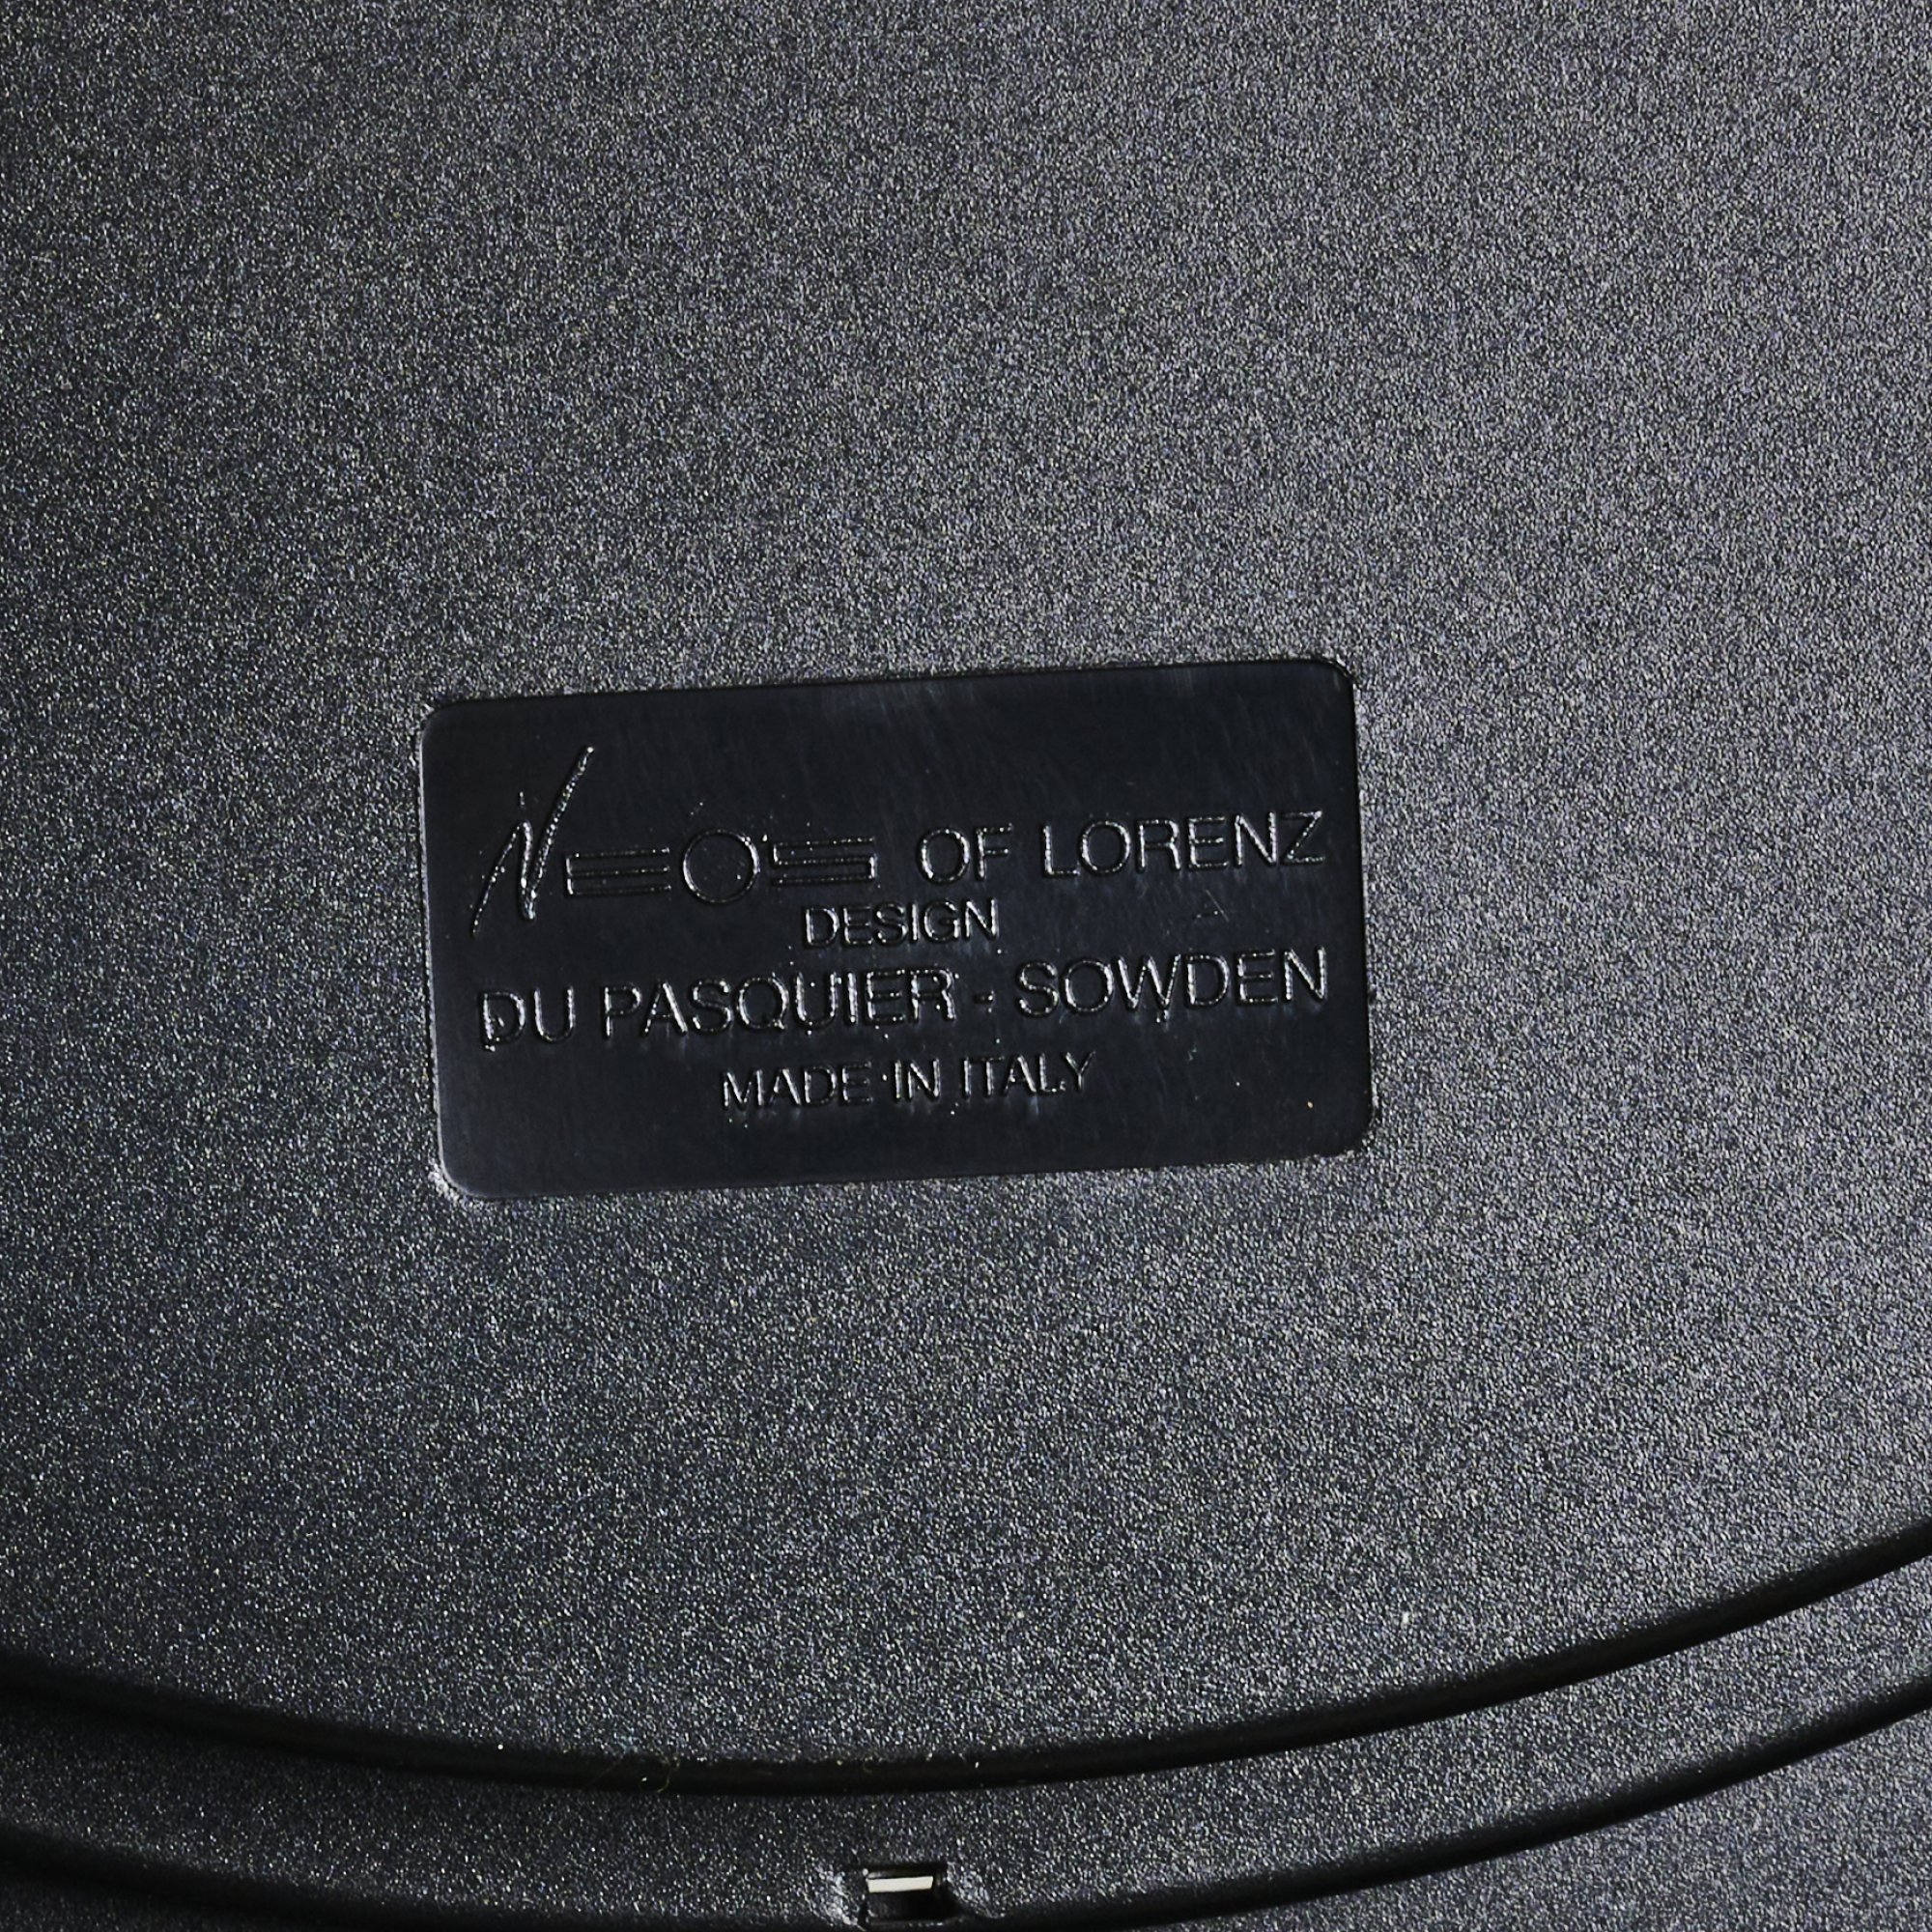 NEOS OF LORENZ
DESIGN
DU PASQUIER - SOWDEN
MADE IN ITALY